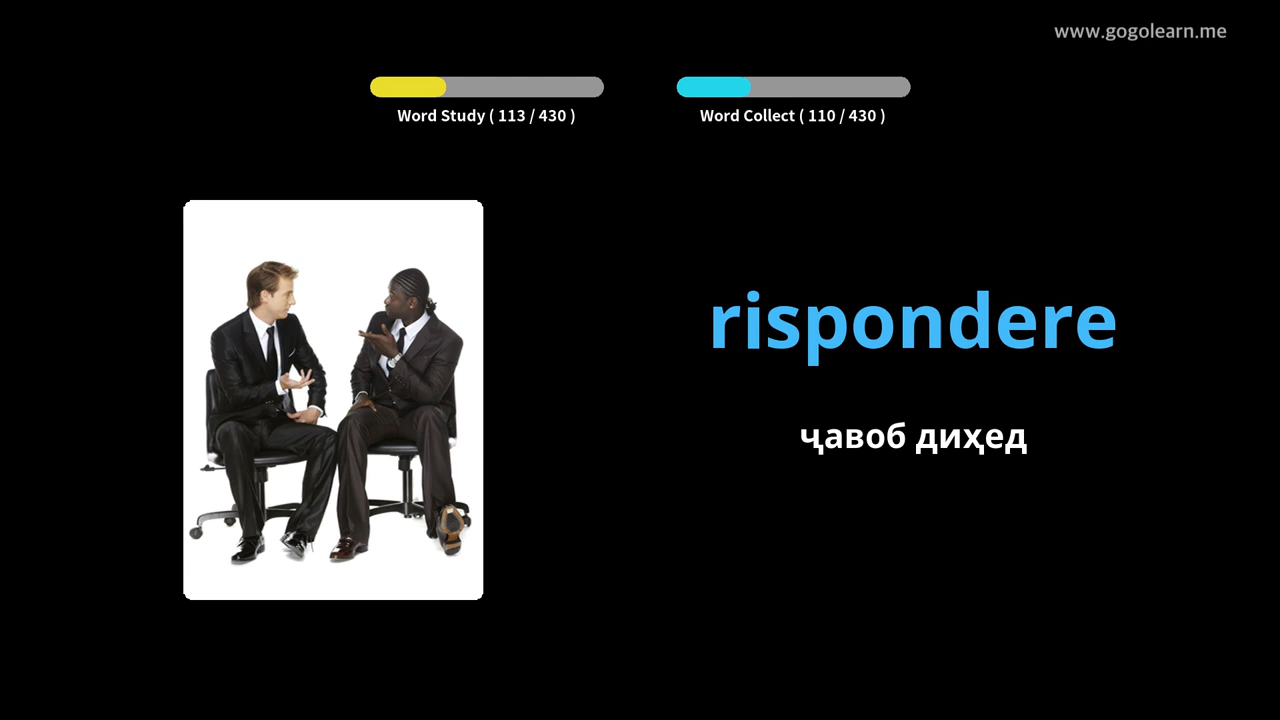 www.gogolearn.me
Word Study ( 113 / 430 )
Word Collect ( 110 / 430 )
rispondere
ҷавоб диҳед